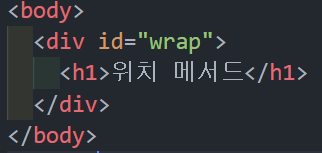 <body>
<div id="wrap">
<h1>위치 메서드</h1>
</div>
</body>